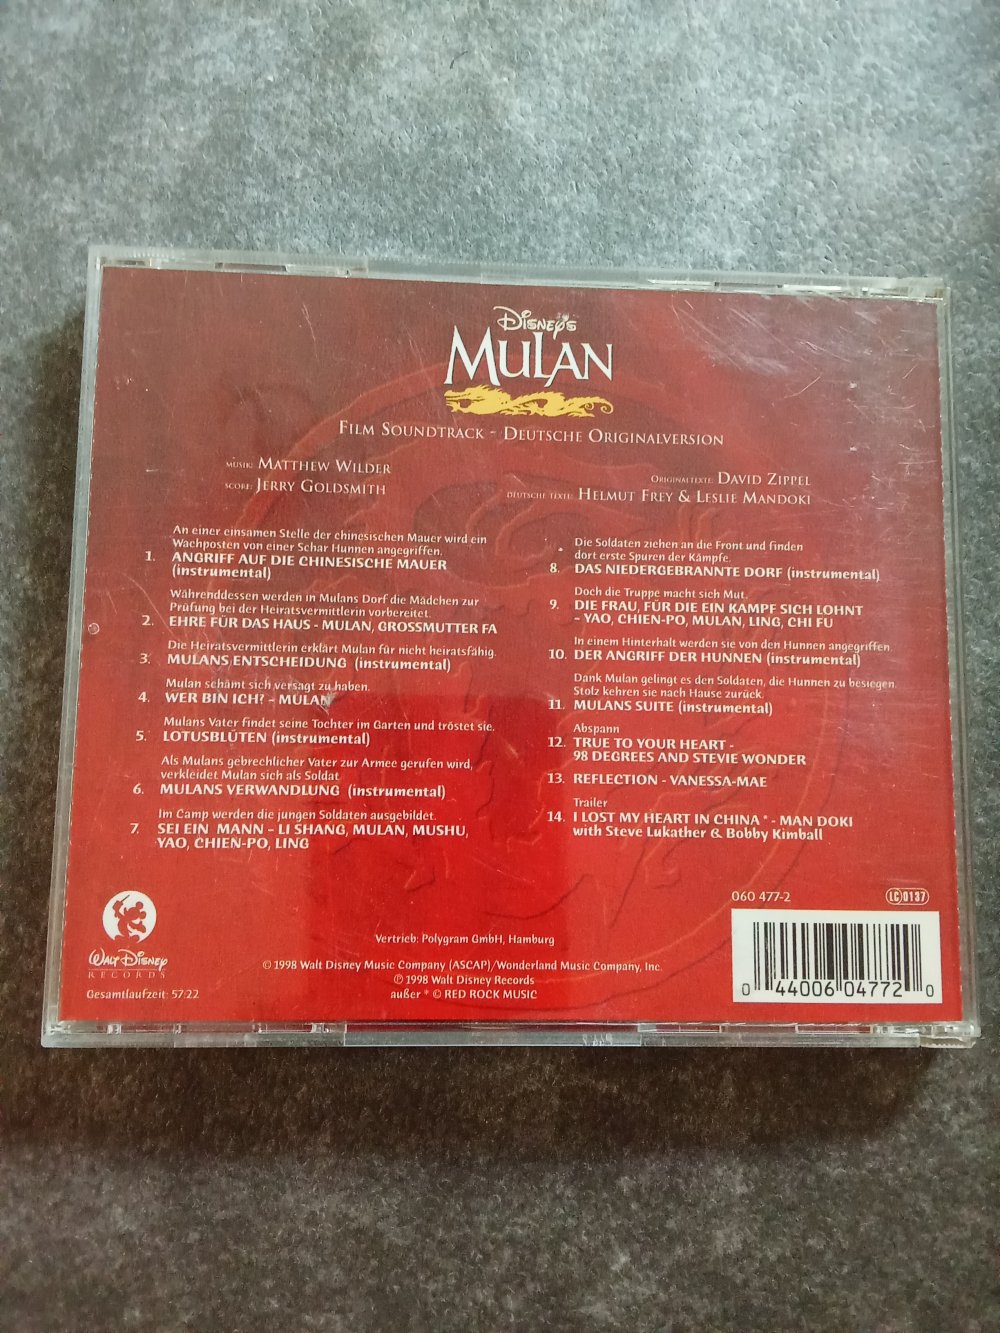 Disney's
MULAN
FILM SOUNDTRACK - DEUTSCHE ORIGINALVERSION
MUSIK: MATTHEW WILDER
SCORE: JERRY GOLDSMITH
ORIGINALTEXTE: DAVID ZIPPEL
DEUTSCHE TEXTE: HELMUT FREY & LESLIE MANDOKI
An einer einsamen Stelle der chinesischen Mauer wird ein
Wachposten von einer Schar Hunnen angegriffen.
1. ANGRIFF AUF DIE CHINESISCHE MAUER
(instrumental)
Währenddessen werden in Mulans Dorf die Mädchen zur
Prüfung bei der Heiratsvermittlerin vorbereitet.
2. EHRE FÜR DAS HAUS - MULAN, GROSSMUTTER FA
Die Heiratsvermittlerin erklärt Mulan für nicht heiratsfähig.
3. MULANS ENTSCHEIDUNG (instrumental)
Mulan schämt sich versagt zu haben.
4. WER BIN ICH? - MULAN
Mulans Vater findet seine Tochter im Garten und tröstet sie.
5. LOTUSBLÜTEN (instrumental)
Als Mulans gebrechlicher Vater zur Armee gerufen wird,
verkleidet Mulan sich als Soldat
6. MULANS VERWANDLUNG (instrumental)
Im Camp werden die jungen Soldaten ausgebildet.
7. SEI EIN MANN - LI SHANG, MULAN, MUSHU,
YAO, CHIEN-PO, LING
Die Soldaten ziehen an die Front und finden
dort erste Spuren der Kämpfe
8. DAS NIEDERGEBRANNTE DORF (instrumental)
Doch die Truppe macht sich Mut.
9. DIE FRAU, FÜR DIE EIN KAMPF SICH LOHNT
- YAO, CHIEN-PO, MULAN, LING, CHI FU
In einem Hinterhalt werden sie von den Hunnen angegriffen.
10. DER ANGRIFF DER HUNNEN (instrumental)
Dank Mulan gelingt es den Soldaten, die Hunnen zu besiegen.
Stolz kehren sie nach Hause zurück.
11. MULANS SUITE (instrumental)
Abspann
12. TRUE TO YOUR HEART -
98 DEGREES AND STEVIE WONDER
13. REFLECTION - VANESSA-MAE
Trailer
14. I LOST MY HEART IN CHINA * - MAN DOKI
with Steve Lukather & Bobby Kimball
WALT DISNEY
RECORDS
Gesamtlaufzeit: 57:22
Vertrieb: Polygram GmbH, Hamburg
© 1998 Walt Disney Music Company (ASCAP)/Wonderland Music Company, Inc.
℗ 1998 Walt Disney Records
außer * © RED ROCK MUSIC
060 477-2
LC 0137
0 44006 04772 0